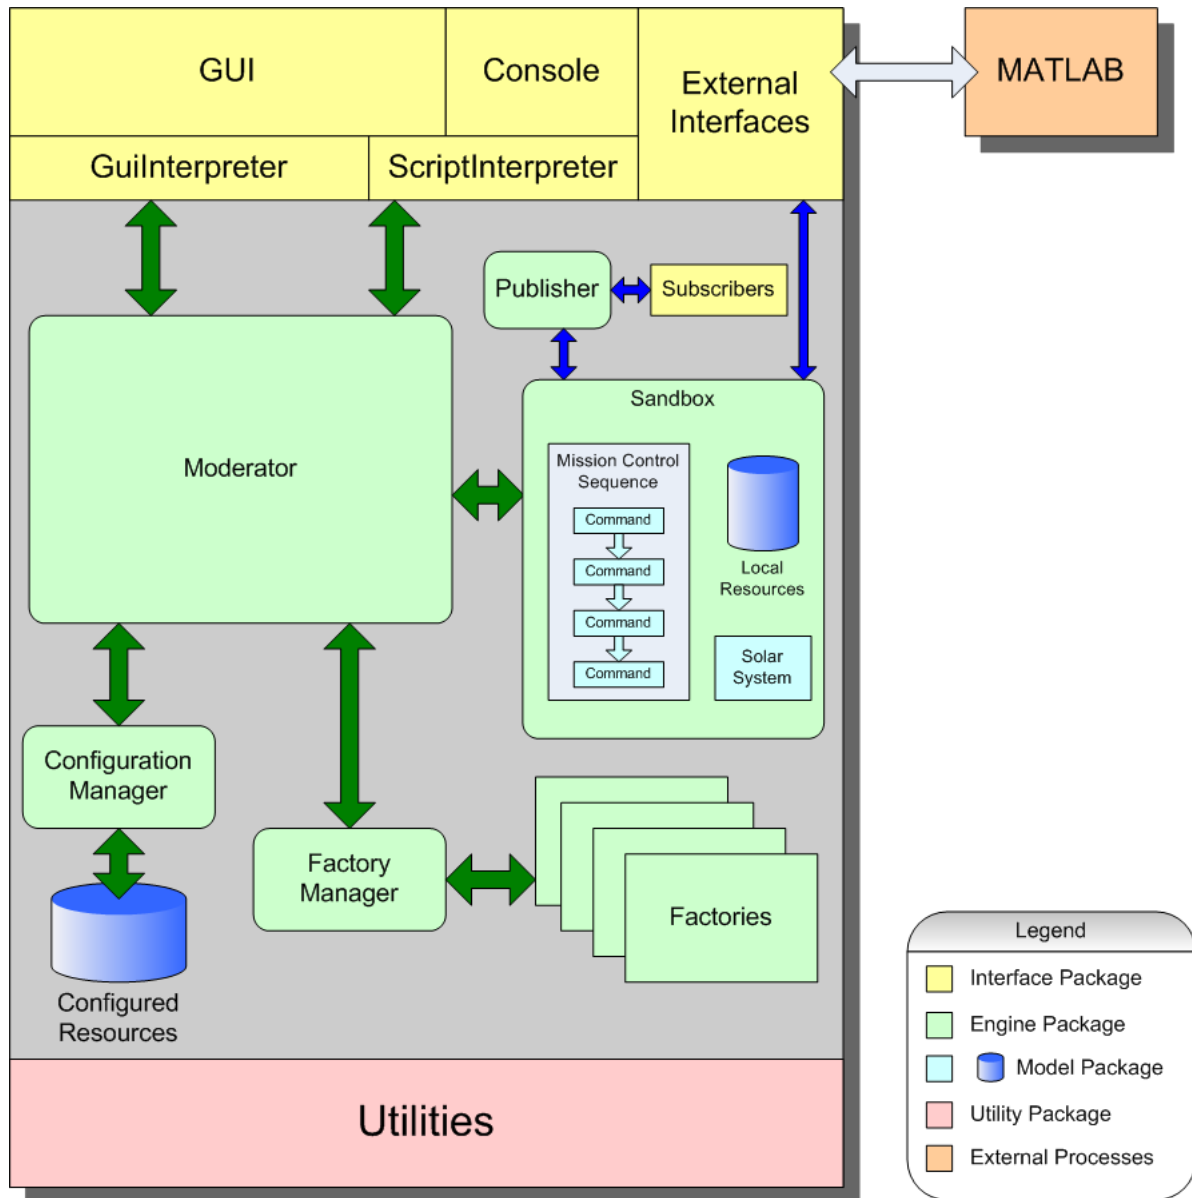 GUI
Console
External
Interfaces
MATLAB
GuiInterpreter
ScriptInterpreter
Publisher
Subscribers
Moderator
Sandbox
Mission Control
Sequence
Command
Command
Command
Command
Local
Resources
Solar
System
Configuration
Manager
Factory
Manager
Factories
Configured
Resources
Utilities
Legend
Interface Package
Engine Package
Model Package
Utility Package
External Processes